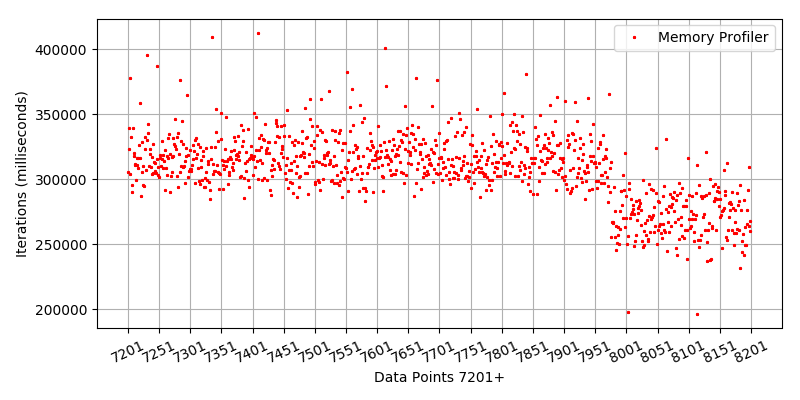 Memory Profiler
400000
350000
300000
250000
200000
Iterations (milliseconds)
7201 7251 7301 7351 7401 7451 7501 7551 7601 7651 7701 7751 7801 7851 7901 7951 8001 8051 8101 8151 8201
Data Points 7201+